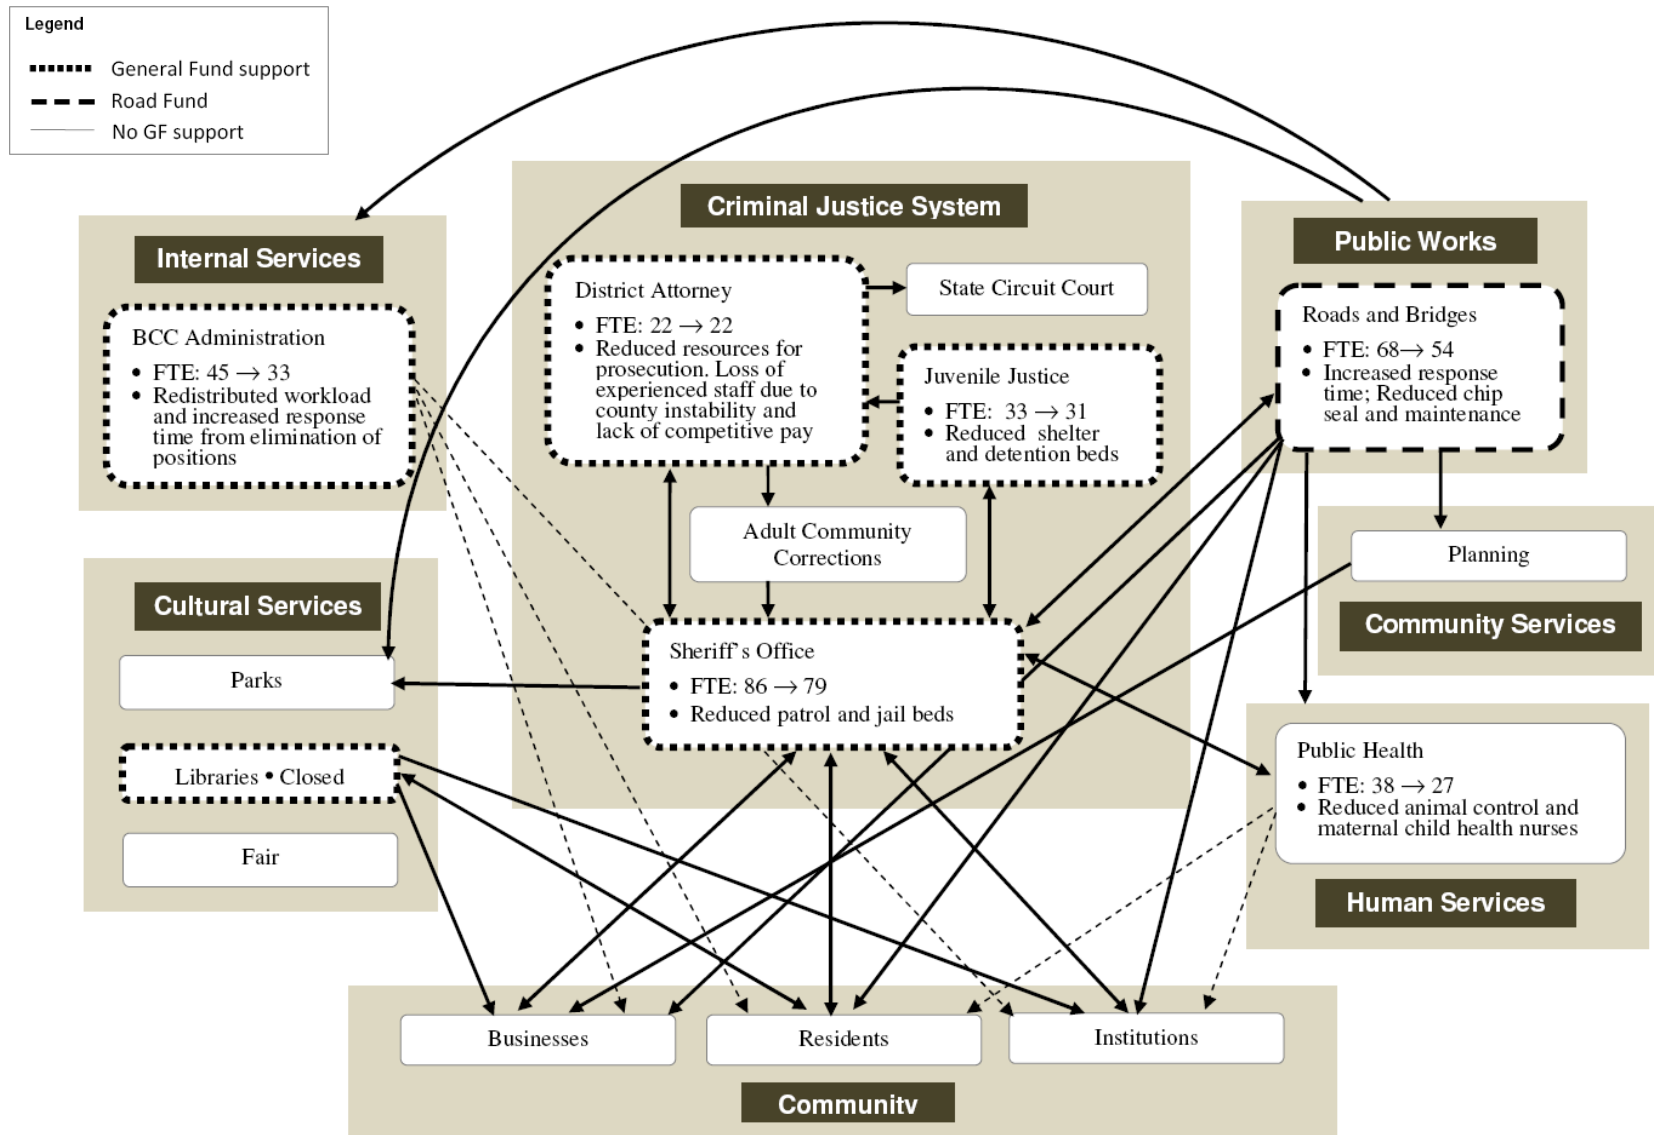 Legend
General Fund support
Road Fund
No GF support
Criminal Justice System
Internal Services
Public Works
District Attorney
• FTE: 22 → 22
• Reduced resources for
prosecution. Loss of
experienced staff due to
county instability and
lack of competitive pay
State Circuit Court
BCC Administration
• FTE: 45 → 33
• Redistributed workload
and increased response
time from elimination of
positions
Roads and Bridges
• FTE: 68→ 54
• Increased response
time; Reduced chip
seal and maintenance
Juvenile Justice
• FTE: 33 → 31
• Reduced shelter
and detention beds
Adult Community
Corrections
Planning
Community Services
Cultural Services
Parks
Libraries • Closed
Fair
Sheriff's Office
• FTE: 86 → 79
• Reduced patrol and jail beds
Public Health
• FTE: 38 → 27
• Reduced animal control and
maternal child health nurses
Human Services
Businesses
Residents
Institutions
Community